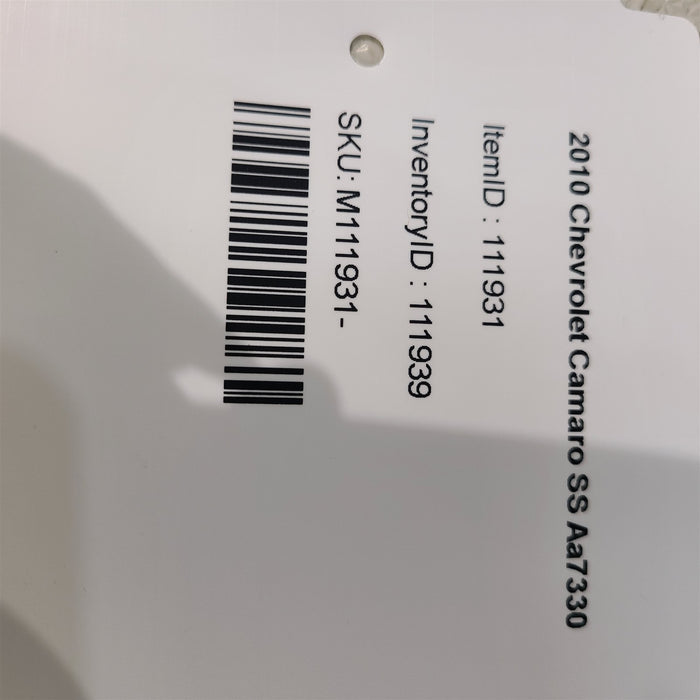 2010 Chevrolet Camaro SS Aa7330
ItemID : 111931
InventoryID : 111939
SKU: M111931-